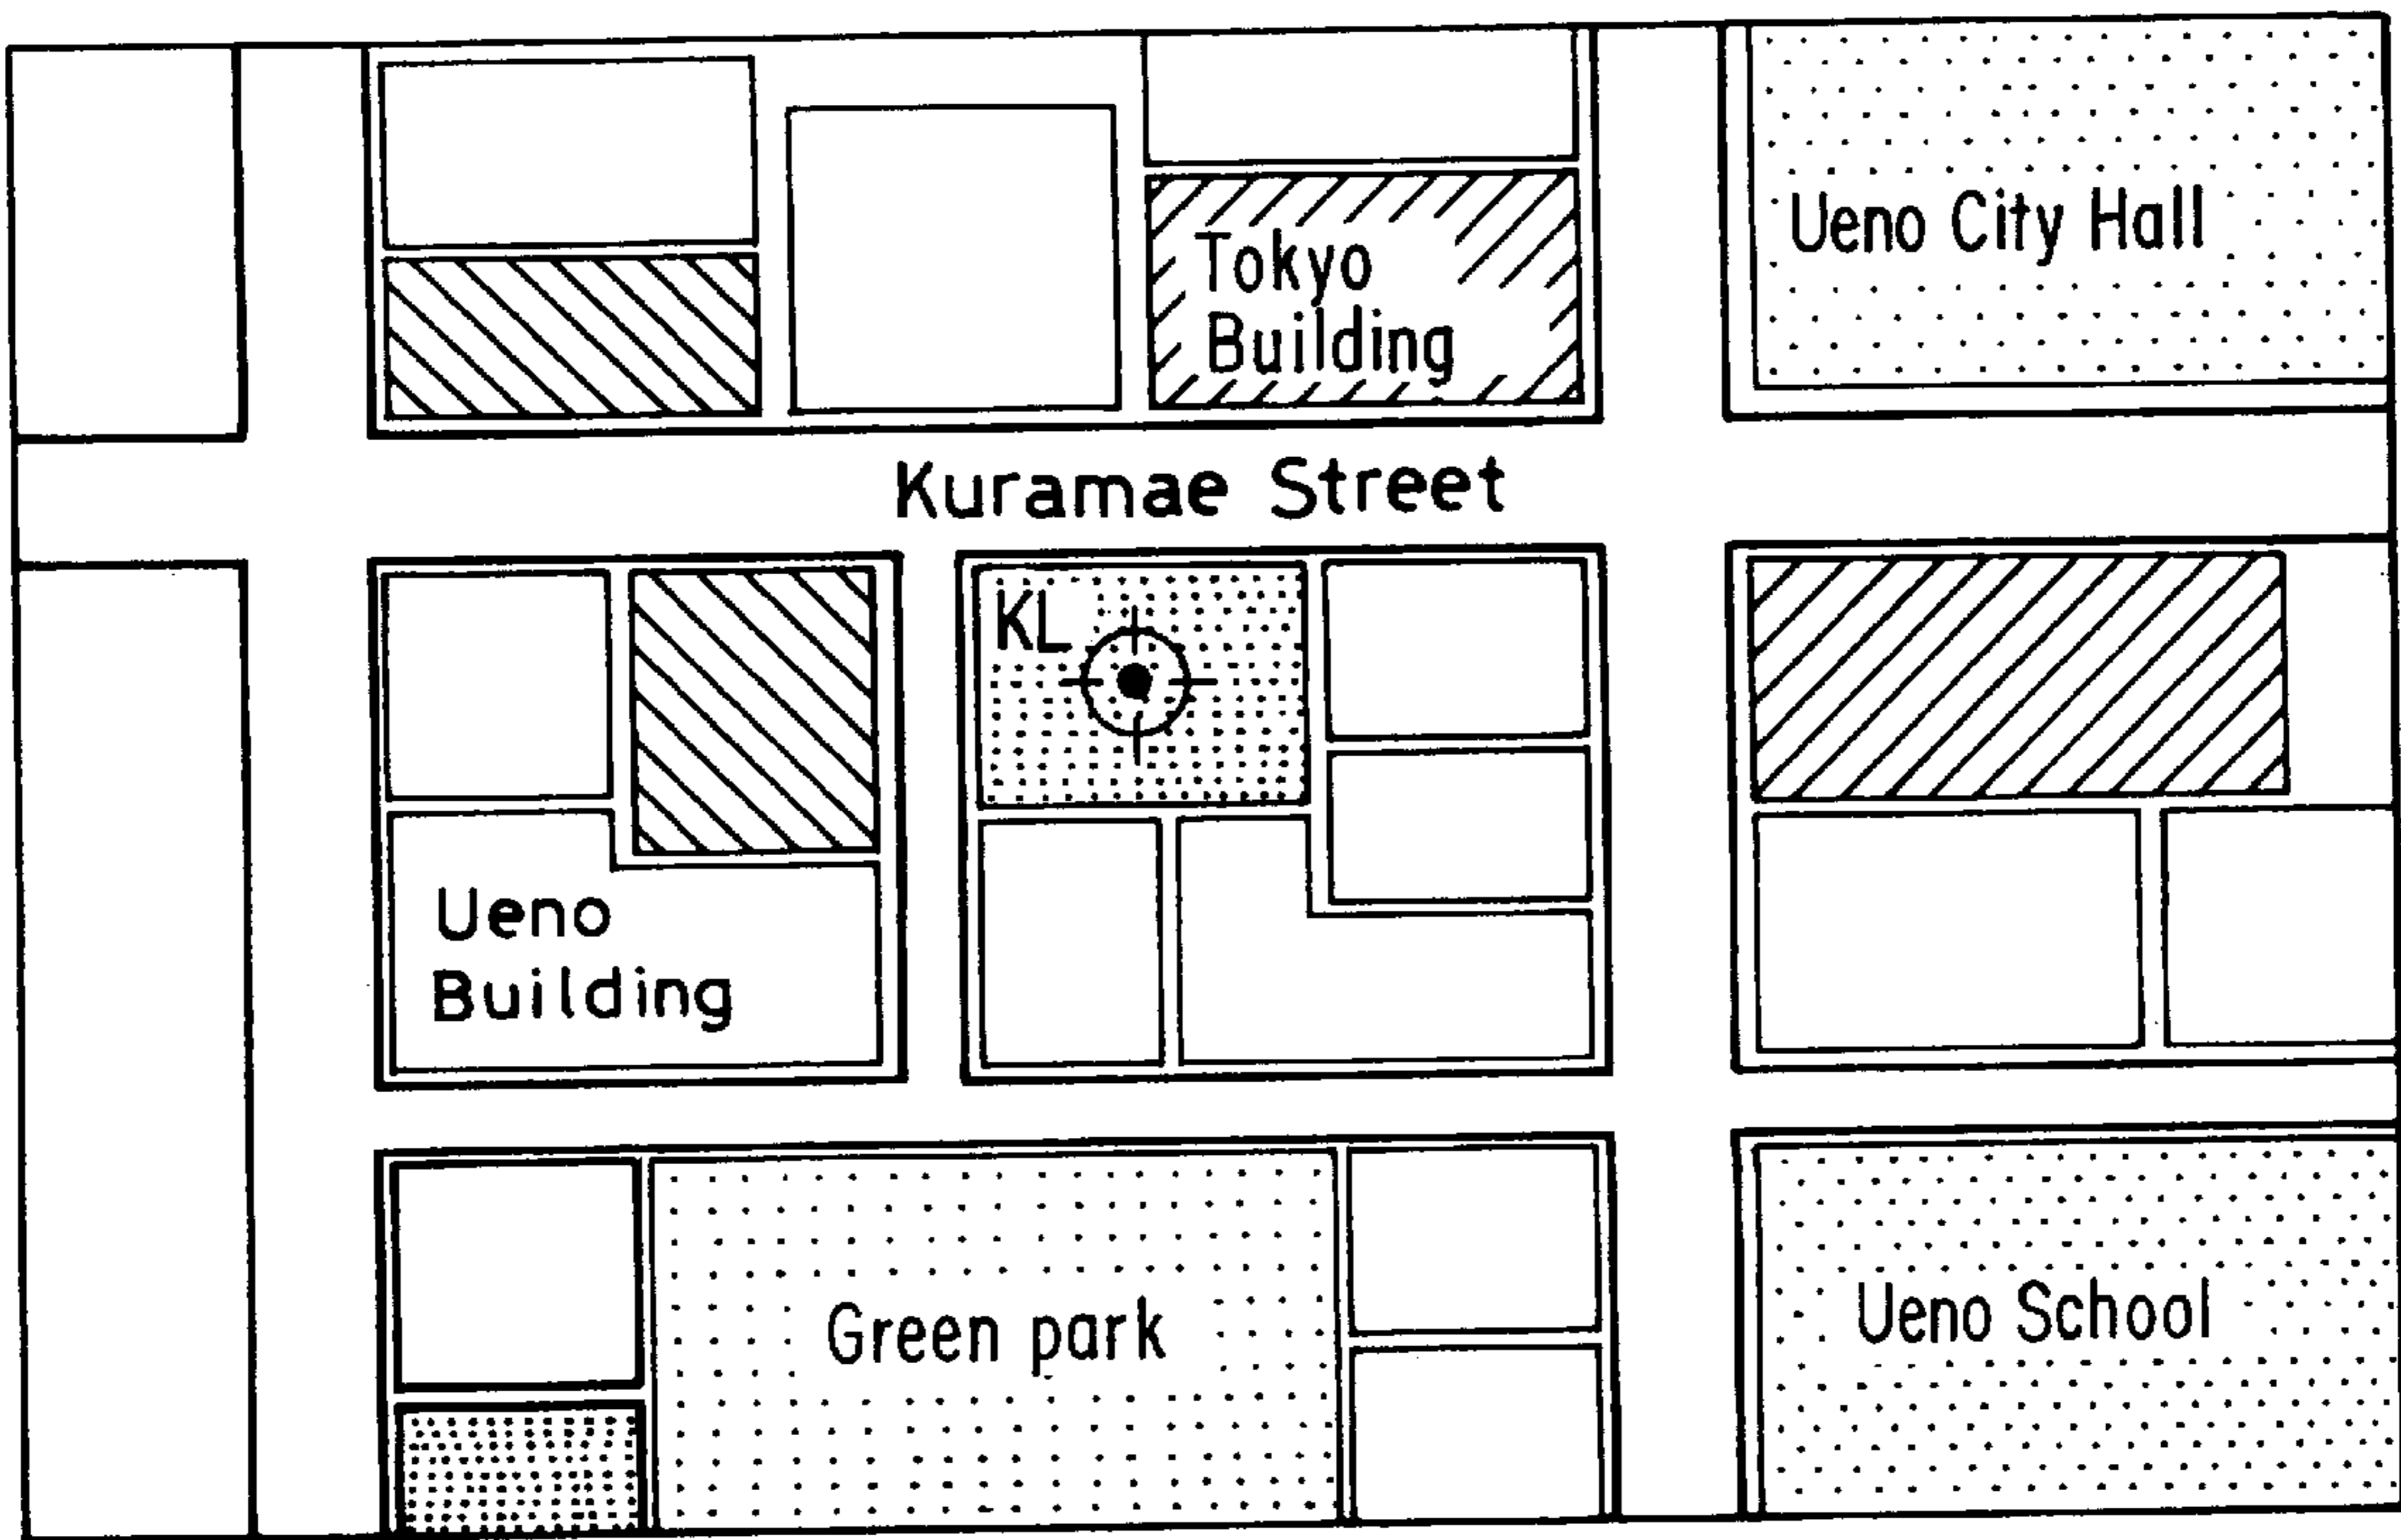 Ueno City Hall
Tokyo
Building
Kuramae Street
KL
Ueno
Building
Green park
Ueno School